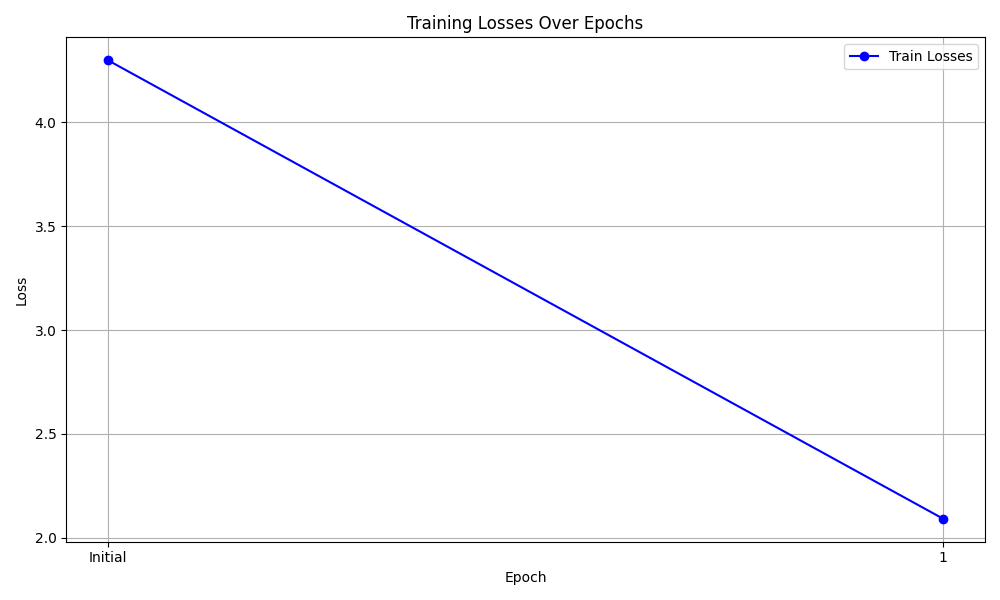 Training Losses Over Epochs
Train Losses
4.0
3.5
3.0
2.5
2.0
Loss
Initial
1
Epoch